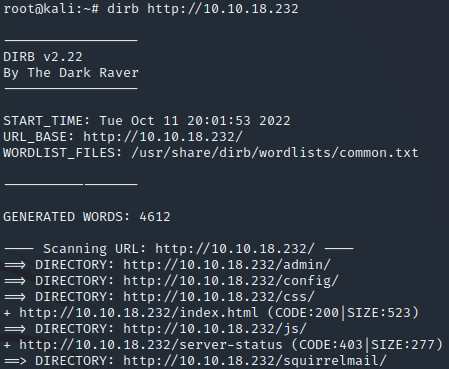 root@kali:~# dirb http://10.10.18.232
-----------------
DIRB v2.22
By The Dark Raver
-----------------
START_TIME: Tue Oct 11 20:01:53 2022
URL_BASE: http://10.10.18.232/
WORDLIST_FILES: /usr/share/dirb/wordlists/common.txt
-----------------
GENERATED WORDS: 4612
---- Scanning URL: http://10.10.18.232/ ----
==> DIRECTORY: http://10.10.18.232/admin/
==> DIRECTORY: http://10.10.18.232/config/
==> DIRECTORY: http://10.10.18.232/css/
+ http://10.10.18.232/index.html (CODE:200|SIZE:523)
==> DIRECTORY: http://10.10.18.232/js/
+ http://10.10.18.232/server-status (CODE:403|SIZE:277)
==> DIRECTORY: http://10.10.18.232/squirrelmail/